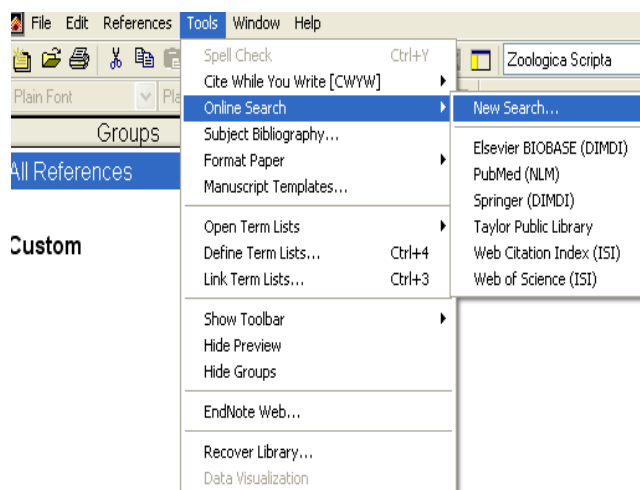 File Edit References Tools Window Help
Zoologica Scripta
Plain Font Pla
Groups
All References
Custom
Spell Check Ctrl+Y
Cite While You Write [CWYW]
Online Search
Subject Bibliography...
Format Paper
Manuscript Templates...
Open Term Lists
Define Term Lists... Ctrl+4
Link Term Lists... Ctrl+3
Show Toolbar
Hide Preview
Hide Groups
EndNote Web...
Recover Library...
Data Visualization
New Search...
Elsevier BIOBASE (DIMDI)
PubMed (NLM)
Springer (DIMDI)
Taylor Public Library
Web Citation Index (ISI)
Web of Science (ISI)